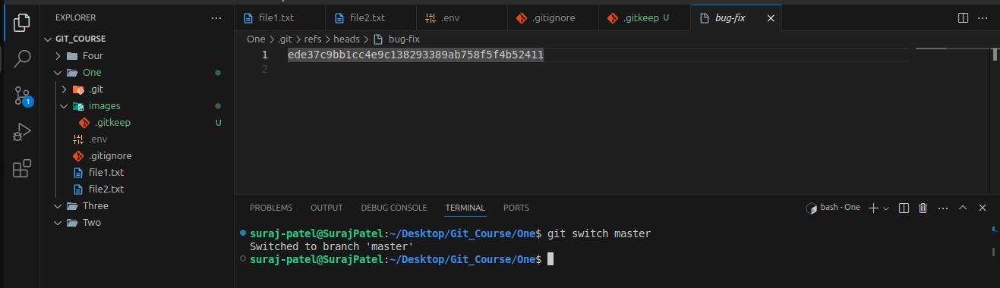 EXPLORER
GIT_COURSE
Four
One
.git
images
.gitkeep U
.env
.gitignore
file1.txt
file2.txt
Three
Two
1
file1.txt file2.txt .env .gitignore .gitkeep U bug-fix
One > .git > refs > heads > bug-fix
1 ede37c9bb1cc4e9c138293389ab758f5f4b52411
2
PROBLEMS OUTPUT DEBUG CONSOLE TERMINAL PORTS bash - One
suraj-patel@SurajPatel:~/Desktop/Git_Course/One$ git switch master
Switched to branch 'master'
suraj-patel@SurajPatel:~/Desktop/Git_Course/One$